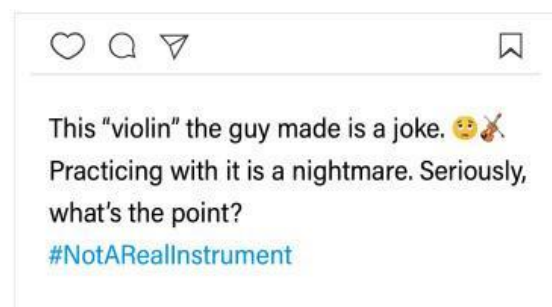 This “violin” the guy made is a joke. 😟🎻
Practicing with it is a nightmare. Seriously,
what’s the point?
#NotARealInstrument